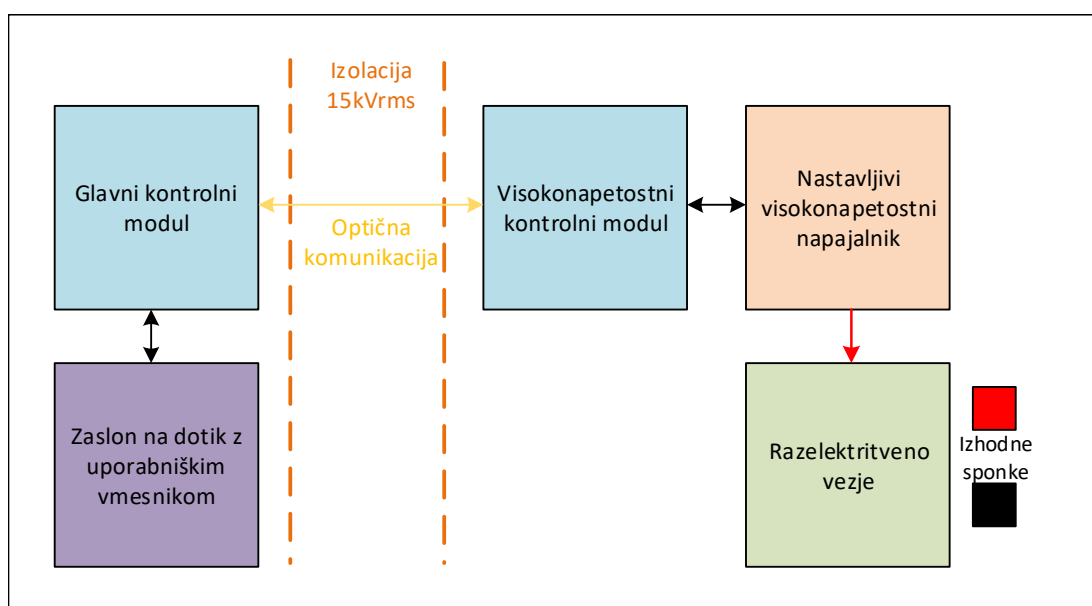 Izolacija
15kVrms
Glavni kontrolni
modul
Optična
komunikacija
Visokonapetostni
kontrolni modul
Nastavljivi
visokonapetostni
napajalnik
Zaslon na dotik z
uporabniškim
vmesnikom
Razelektritveno
vezje
Izhodne
sponke